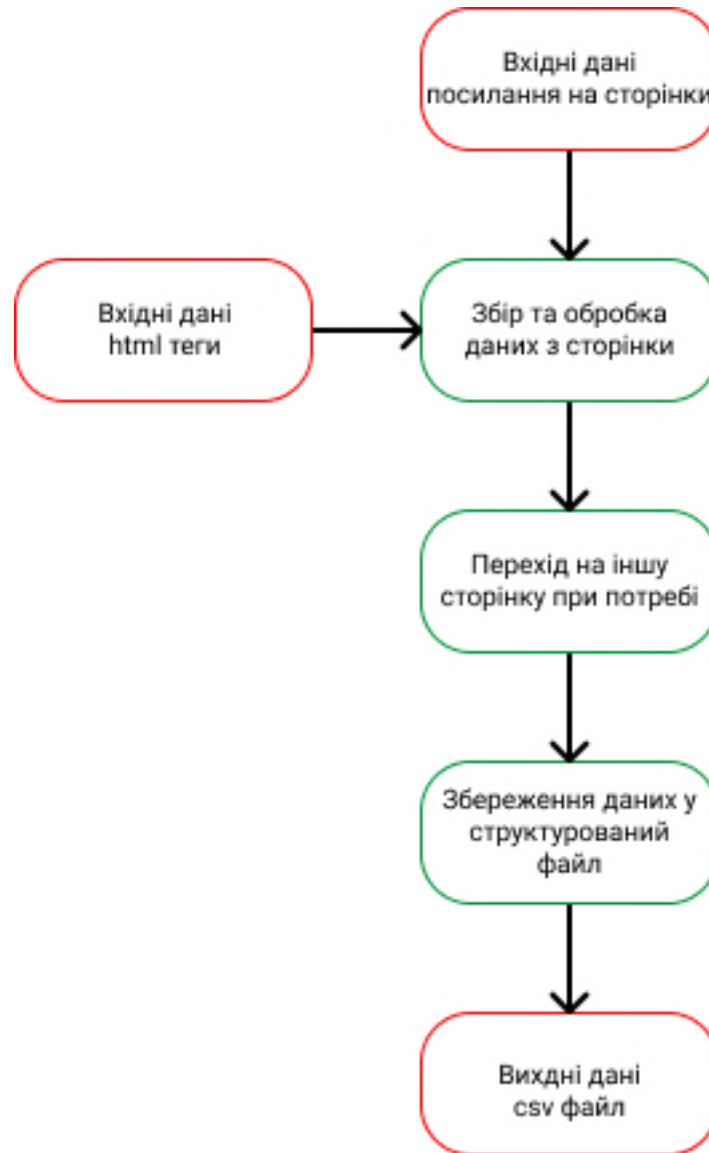 Вхідні дані
посилання на сторінки
Вхідні дані
html теги
Збір та обробка
даних з сторінки
Перехід на іншу
сторінку при потребі
Збереження даних у
структурований
файл
Вихдні дані
csv файл